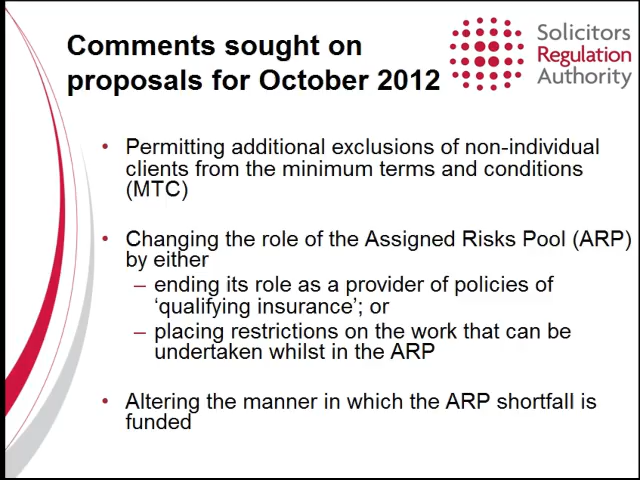 Comments sought on
proposals for October 2012
Solicitors
Regulation
Authority
• Permitting additional exclusions of non-individual
clients from the minimum terms and conditions
(MTC)
• Changing the role of the Assigned Risks Pool (ARP)
by either
– ending its role as a provider of policies of
‘qualifying insurance’; or
– placing restrictions on the work that can be
undertaken whilst in the ARP
• Altering the manner in which the ARP shortfall is
funded